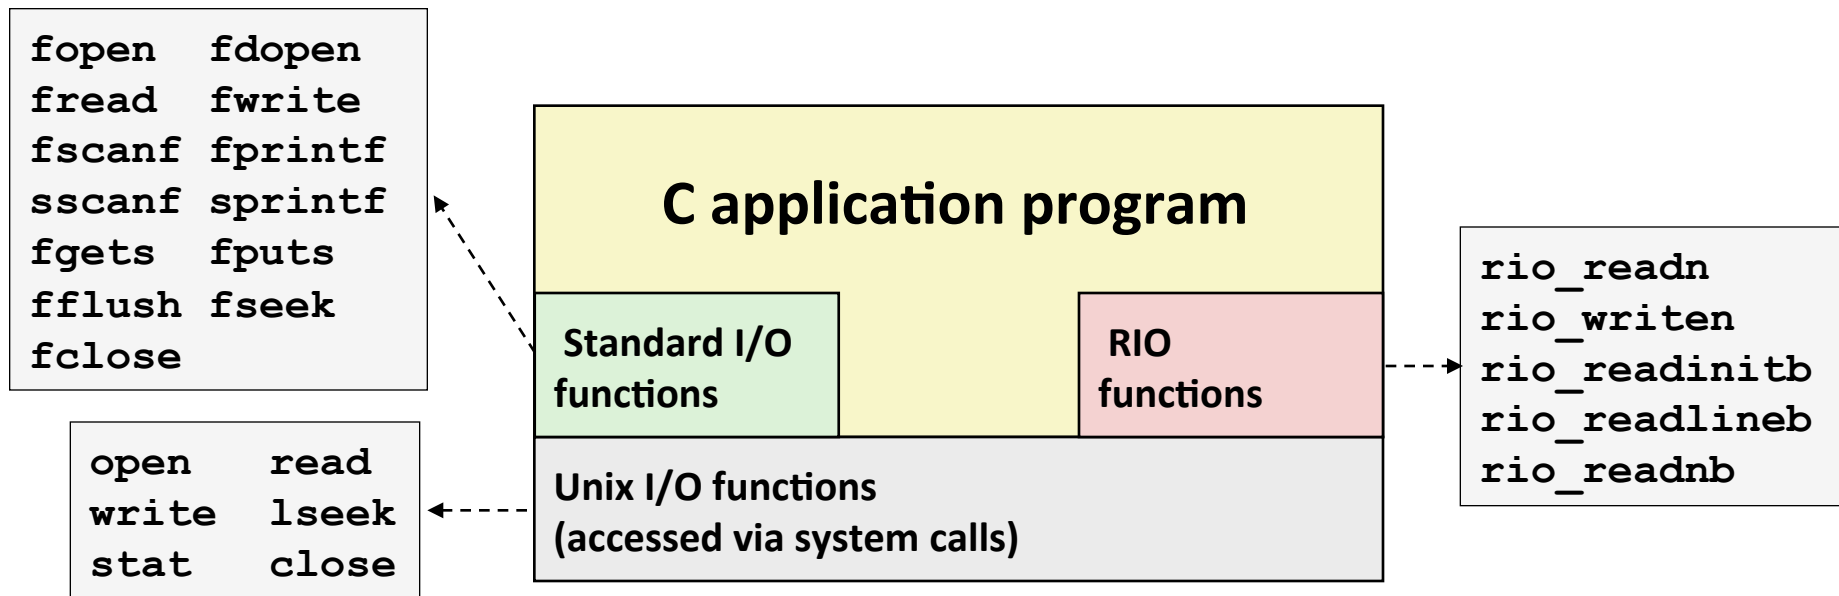 fopen fdopen
fread fwrite
fscanf fprintf
sscanf sprintf
fgets fputs
fflush fseek
fclose
C application program
Standard I/O
functions
RIO
functions
rio_readn
rio_writen
rio_readinitb
rio_readlineb
rio_readnb
open read
write lseek
stat close
Unix I/O functions
(accessed via system calls)